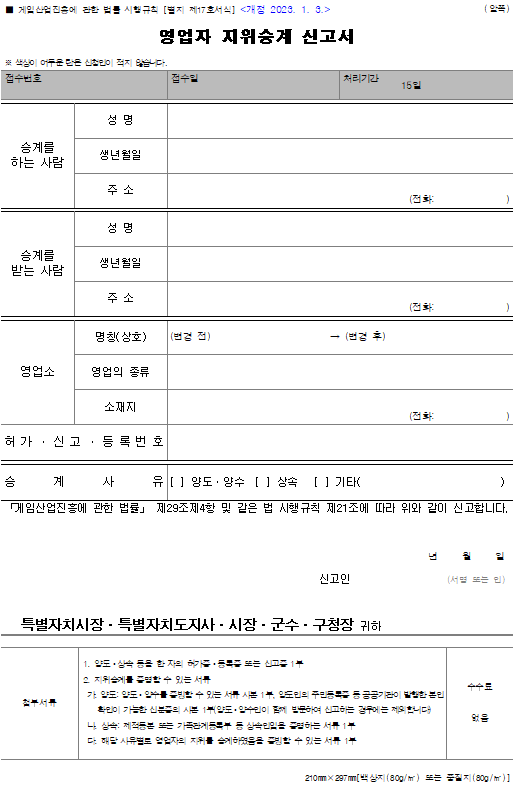 ■ 게임산업진흥에 관한 법률 시행규칙 [별지 제17호서식] <개정 2023. 1. 3.>
(앞쪽)
영업자 지위승계 신고서
※ 색상이 어두운 란은 신청인이 적지 않습니다.
접수번호 접수일 처리기간
15일
승계를
하는 사람
성 명
생년월일
주 소
(전화: )
승계를
받는 사람
성 명
생년월일
주 소
(전화: )
영업소
명칭(상호) (변경 전) → (변경 후)
영업의 종류
소재지
(전화: )
허 가 · 신 고 · 등 록 번 호
승 계 사 유 [ ] 양도·양수 [ ] 상속 [ ] 기타( )
「게임산업진흥에 관한 법률」 제29조제4항 및 같은 법 시행규칙 제21조에 따라 위와 같이 신고합니다.
년 월 일
신고인 (서명 또는 인)
특별자치시장·특별자치도지사·시장·군수·구청장 귀하
첨부서류
1. 양도·상속 등을 한 자의 허가증·등록증 또는 신고증 1부
2. 지위승계를 증명할 수 있는 서류
가. 양도: 양도·양수를 증빙할 수 있는 서류 사본 1부, 양도인의 주민등록증 등 공공기관이 발행한 본인
확인이 가능한 신분증의 사본 1부(양도·양수인이 함께 방문하여 신고하는 경우에는 제외합니다)
나. 상속: 제적등본 또는 가족관계등록부 등 상속인임을 증명하는 서류 1부
다. 해당 사유별로 영업자의 지위를 승계하였음을 증빙할 수 있는 서류 1부
수수료
없음
210mm×297mm[백상지(80g/㎡) 또는 중질지(80g/㎡)]